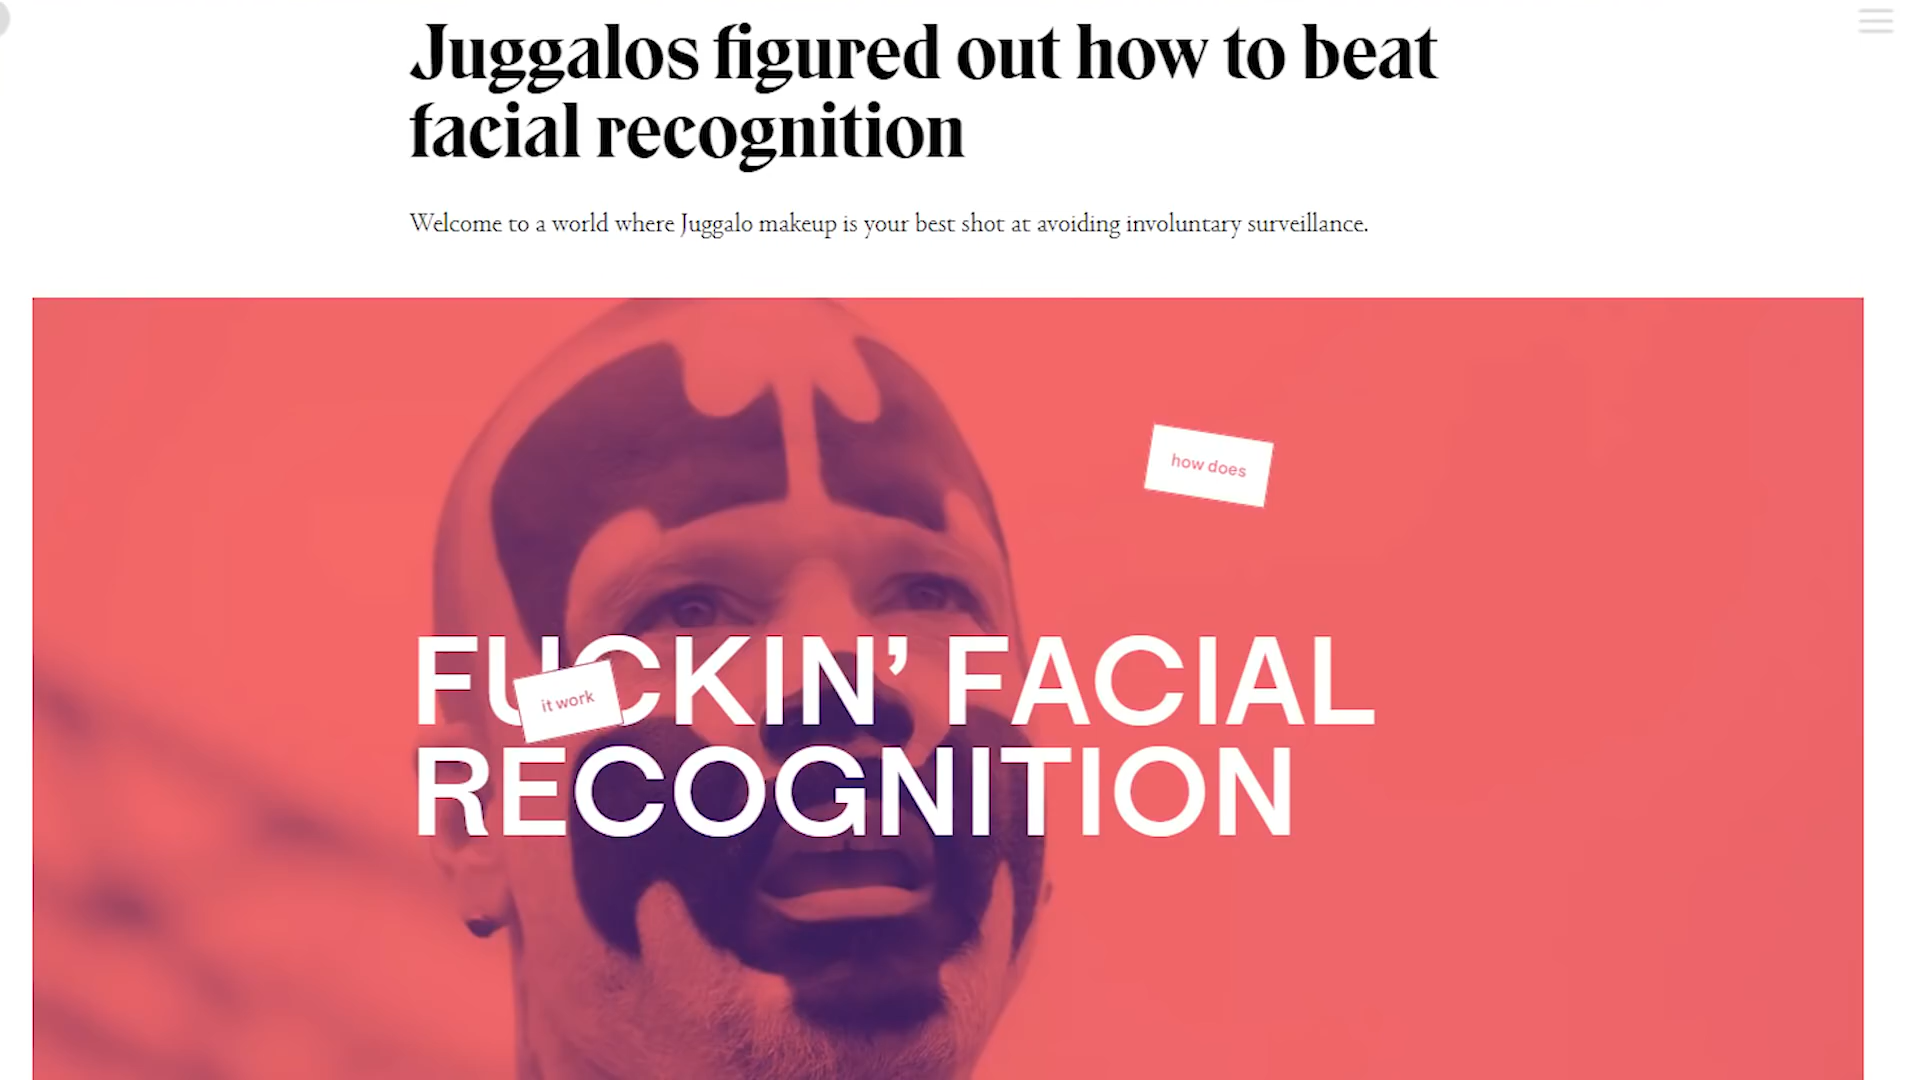 Juggalos figured out how to beat
facial recognition
Welcome to a world where Juggalo makeup is your best shot at avoiding involuntary surveillance.
how does
FUCKIN’ FACIAL
it work
RECOGNITION